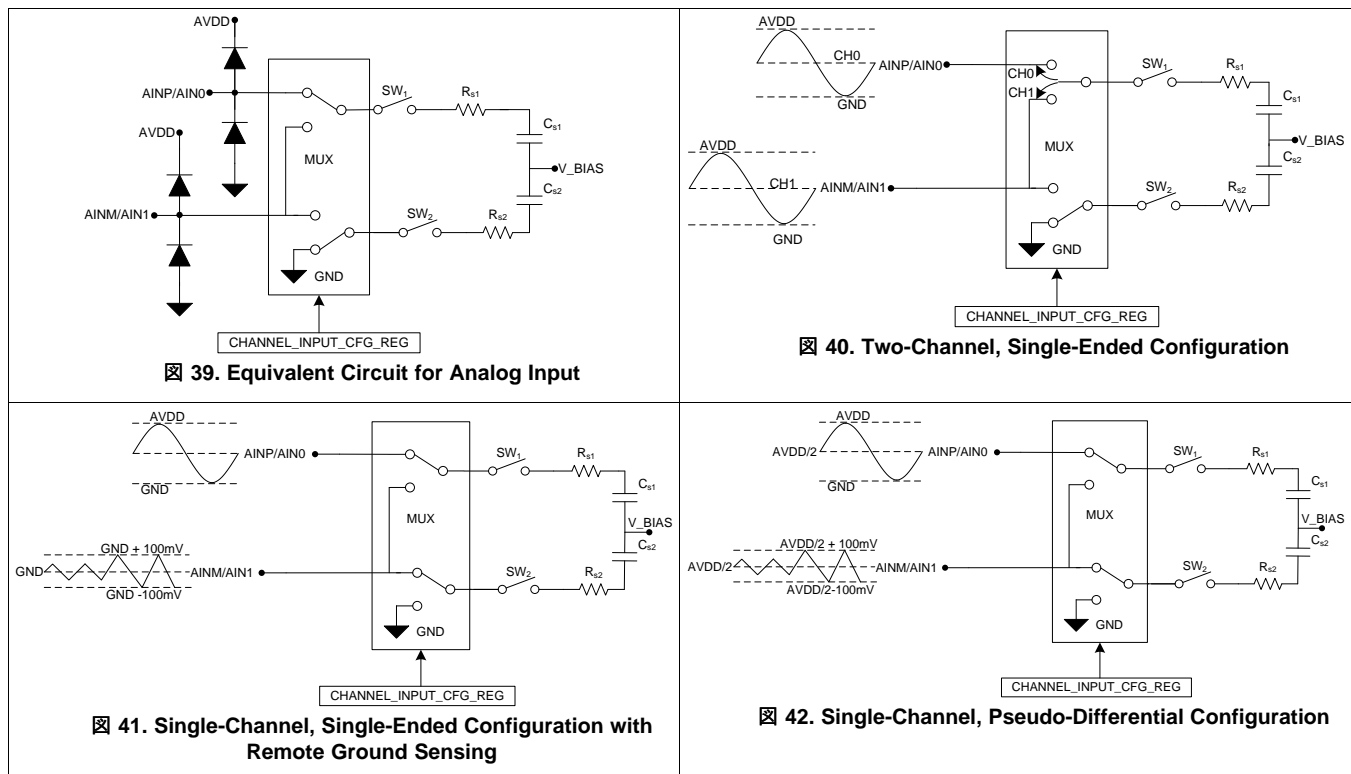 AVDD
AINP/AIN0
AVDD
AINM/AIN1
MUX
GND
SW1
Rs1
Cs1
V_BIAS
Cs2
SW2
Rs2
CHANNEL_INPUT_CFG_REG
図 39. Equivalent Circuit for Analog Input
AVDD
CH0
GND
AINP/AIN0
AVDD
CH1
GND
AINM/AIN1
CH0
CH1
MUX
GND
SW1
Rs1
Cs1
V_BIAS
Cs2
SW2
Rs2
CHANNEL_INPUT_CFG_REG
図 40. Two-Channel, Single-Ended Configuration
AVDD
GND
AINP/AIN0
GND + 100mV
GND
GND -100mV
AINM/AIN1
MUX
GND
SW1
Rs1
Cs1
V_BIAS
Cs2
SW2
Rs2
CHANNEL_INPUT_CFG_REG
図 41. Single-Channel, Single-Ended Configuration with
Remote Ground Sensing
AVDD
AVDD/2
GND
AINP/AIN0
AVDD/2 + 100mV
AVDD/2
AVDD/2-100mV
AINM/AIN1
MUX
GND
SW1
Rs1
Cs1
V_BIAS
Cs2
SW2
Rs2
CHANNEL_INPUT_CFG_REG
図 42. Single-Channel, Pseudo-Differential Configuration